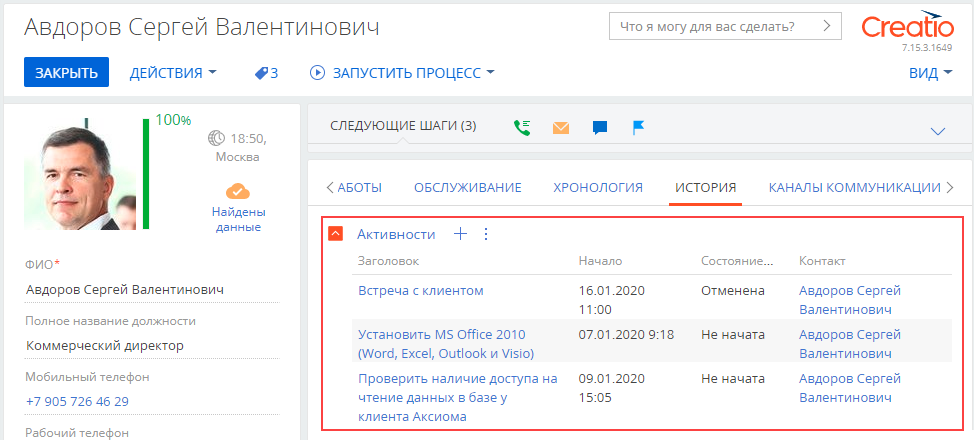 Авдоров Сергей Валентинович
Что я могу для вас сделать?
Creatio
7.15.3.1649
ЗАКРЫТЬ ДЕЙСТВИЯ 3 ЗАПУСТИТЬ ПРОЦЕСС ВИД
100%
18:50,
Москва
Найдены
данные
ФИО*
Авдоров Сергей Валентинович
Полное название должности
Коммерческий директор
Мобильный телефон
+7 905 726 46 29
Рабочий телефон
СЛЕДУЮЩИЕ ШАГИ (3)
АБОТЫ ОБСЛУЖИВАНИЕ ХРОНОЛОГИЯ ИСТОРИЯ КАНАЛЫ КОММУНИКАЦИИ
Активности
Заголовок Начало Состояние... Контакт
Встреча с клиентом 16.01.2020 Отменена Авдоров Сергей
11:00 Валентинович
Установить MS Office 2010 07.01.2020 9:18 Не начата Авдоров Сергей
(Word, Excel, Outlook и Visio) Валентинович
Проверить наличие доступа на 09.01.2020 Не начата Авдоров Сергей
чтение данных в базе у 15:05 Валентинович
клиента Аксиома